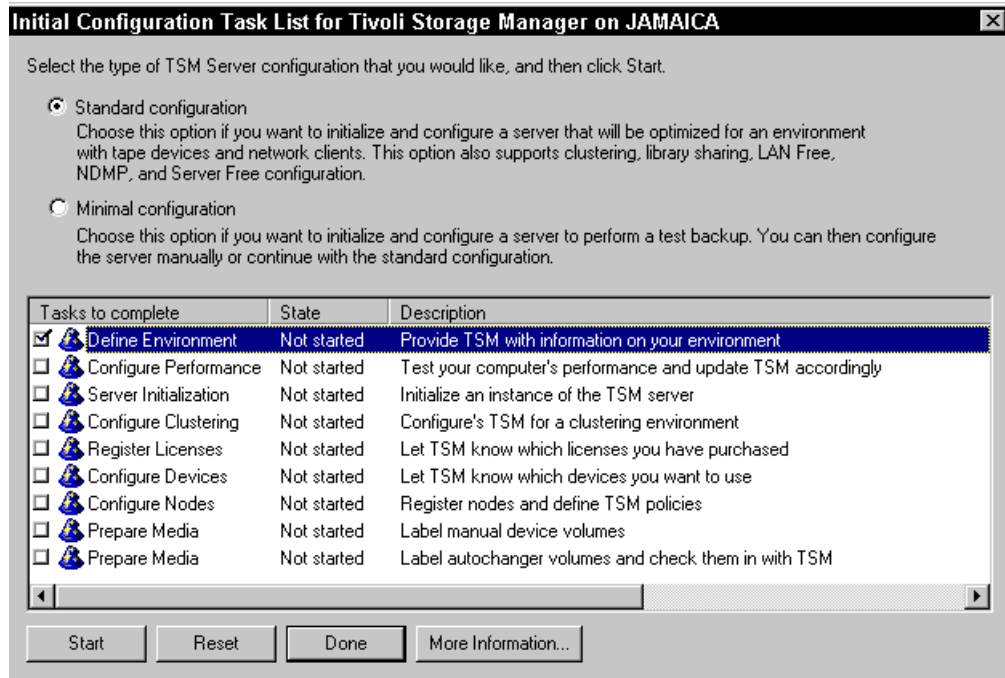 Initial Configuration Task List for Tivoli Storage Manager on JAMAICA
Select the type of TSM Server configuration that you would like, and then click Start.
Standard configuration
Choose this option if you want to initialize and configure a server that will be optimized for an environment
with tape devices and network clients. This option also supports clustering, library sharing, LAN Free,
NDMP, and Server Free configuration.
Minimal configuration
Choose this option if you want to initialize and configure a server to perform a test backup. You can then configure
the server manually or continue with the standard configuration.
Tasks to complete State Description
Define Environment Not started Provide TSM with information on your environment
Configure Performance Not started Test your computer's performance and update TSM accordingly
Server Initialization Not started Initialize an instance of the TSM server
Configure Clustering Not started Configure's TSM for a clustering environment
Register Licenses Not started Let TSM know which licenses you have purchased
Configure Devices Not started Let TSM know which devices you want to use
Configure Nodes Not started Register nodes and define TSM policies
Prepare Media Not started Label manual device volumes
Prepare Media Not started Label autochanger volumes and check them in with TSM
Start Reset Done More Information...